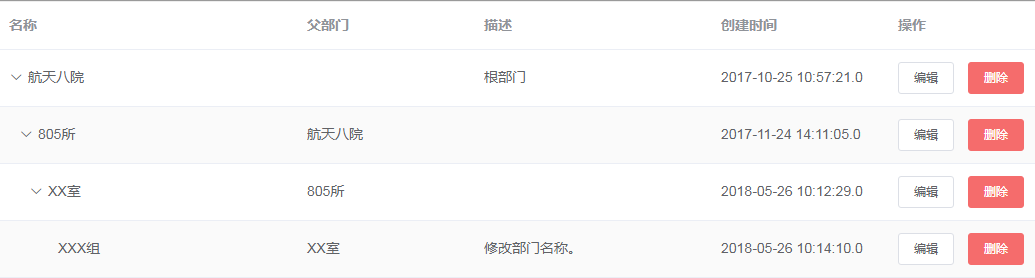 名称 父部门 描述 创建时间 操作
航天八院 根部门 2017-10-25 10:57:21.0 编辑 删除
805所 航天八院 2017-11-24 14:11:05.0 编辑 删除
XX室 805所 2018-05-26 10:12:29.0 编辑 删除
XXX组 XX室 修改部门名称。 2018-05-26 10:14:10.0 编辑 删除